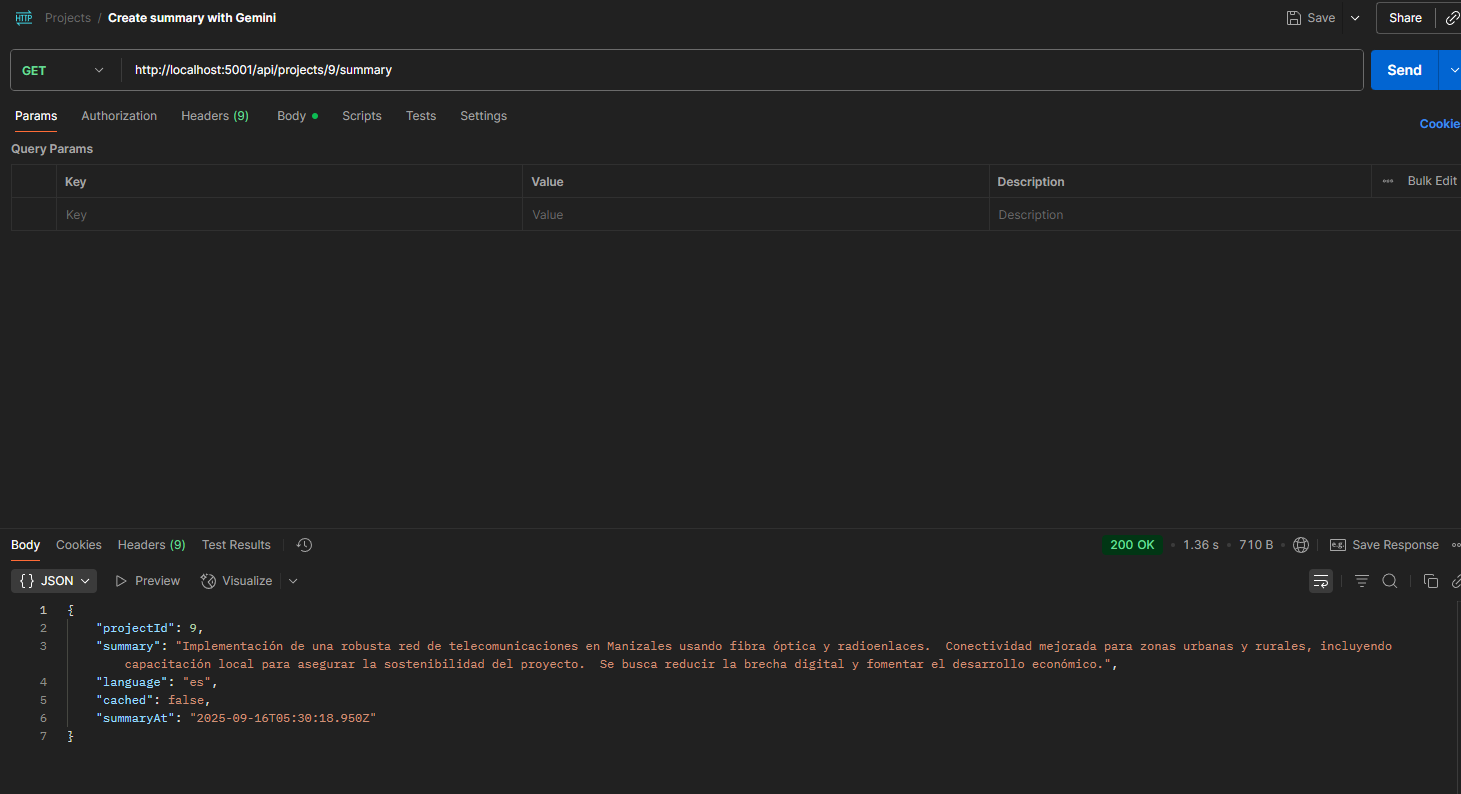 HTTP Projects / Create summary with Gemini Save Share
GET http://localhost:5001/api/projects/9/summary Send
Params Authorization Headers (9) Body Scripts Tests Settings Cookie
Query Params
Key Value Description Bulk Edit
Key Value Description
Body Cookies Headers (9) Test Results 200 OK 1.36 s 710 B e.g. Save Response
{} JSON Preview Visualize
1 {
2 "projectId": 9,
3 "summary": "Implementación de una robusta red de telecomunicaciones en Manizales usando fibra óptica y radioenlaces.  Conectividad mejorada para zonas urbanas y rurales, incluyendo
capacitación local para asegurar la sostenibilidad del proyecto.  Se busca reducir la brecha digital y fomentar el desarrollo económico.",
4 "language": "es",
5 "cached": false,
6 "summaryAt": "2025-09-16T05:30:18.950Z"
7 }